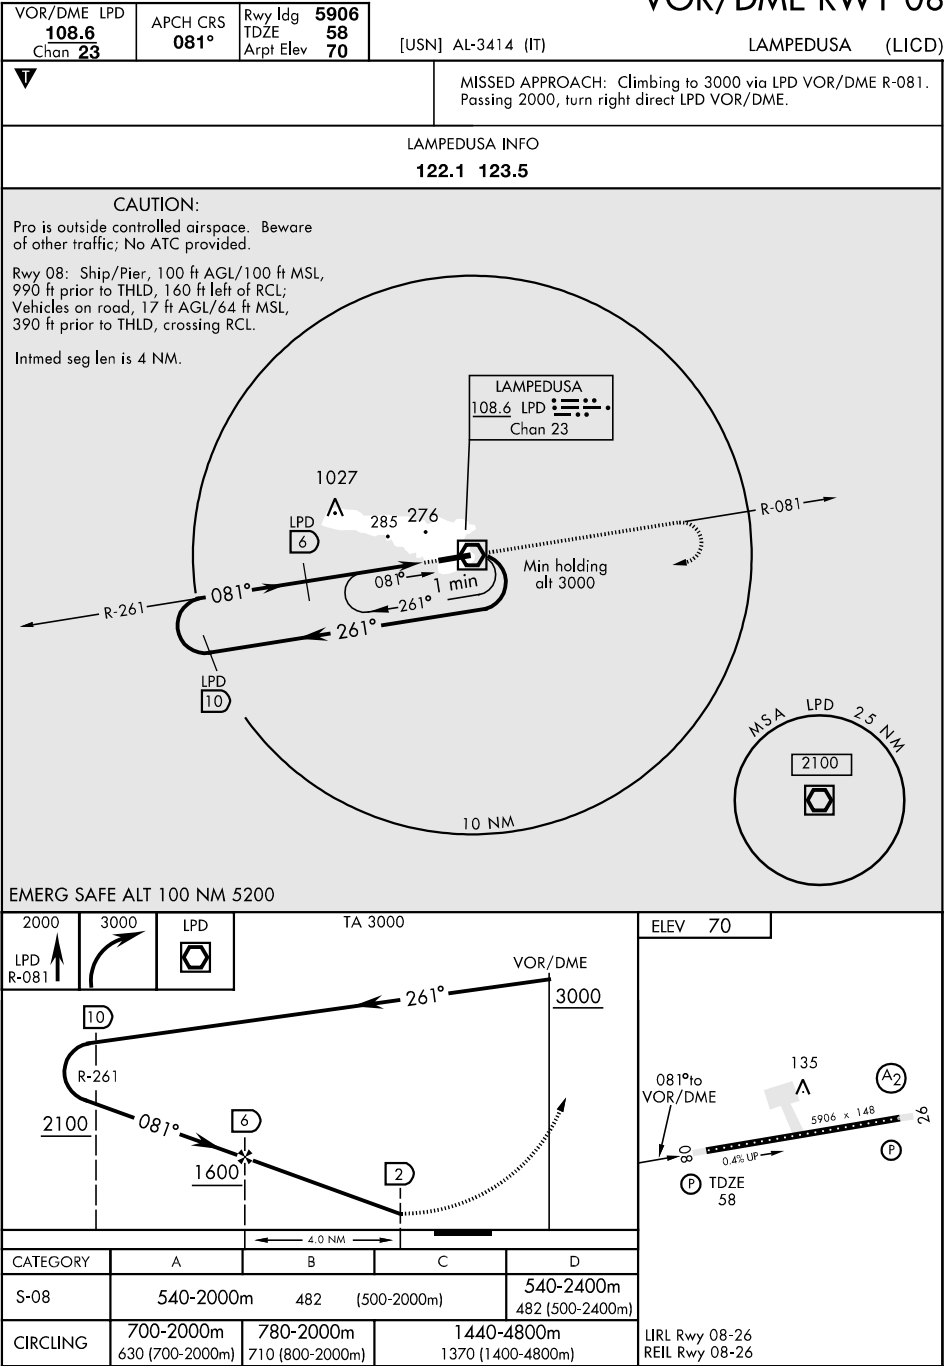 VOR/DME RWY 08
VOR/DME LPD
108.6
Chan 23
APCH CRS
081°
Rwy ldg 5906
TDZE 58
Arpt Elev 70
[USN] AL-3414 (IT)
LAMPEDUSA (LICD)
T
MISSED APPROACH: Climbing to 3000 via LPD VOR/DME R-081.
Passing 2000, turn right direct LPD VOR/DME.
LAMPEDUSA INFO
122.1 123.5
CAUTION:
Pro is outside controlled airspace. Beware
of other traffic; No ATC provided.
Rwy 08: Ship/Pier, 100 ft AGL/100 ft MSL,
990 ft prior to THLD, 160 ft left of RCL;
Vehicles on road, 17 ft AGL/64 ft MSL,
390 ft prior to THLD, crossing RCL.
Intmed seg len is 4 NM.
LAMPEDUSA
108.6 LPD
Chan 23
1027
285 276
LPD
6
R-081
Min holding
alt 3000
081°
1 min
261°
081°
R-261
261°
LPD
10
10 NM
MSA LPD 25 NM
2100
EMERG SAFE ALT 100 NM 5200
2000
LPD
R-081
3000
LPD
TA 3000
VOR/DME
261°
3000
10
R-261
2100
081°
6
1600
2
4.0 NM
ELEV 70
135
A2
081° to
VOR/DME
5906 x 148
26
08
0.4% UP
P
P TDZE
58
LIRL Rwy 08-26
REIL Rwy 08-26
CATEGORY A B C D
S-08 540-2000m 482 (500-2000m) 540-2400m
482 (500-2400m)
CIRCLING 700-2000m 780-2000m 1440-4800m
630 (700-2000m) 710 (800-2000m) 1370 (1400-4800m)